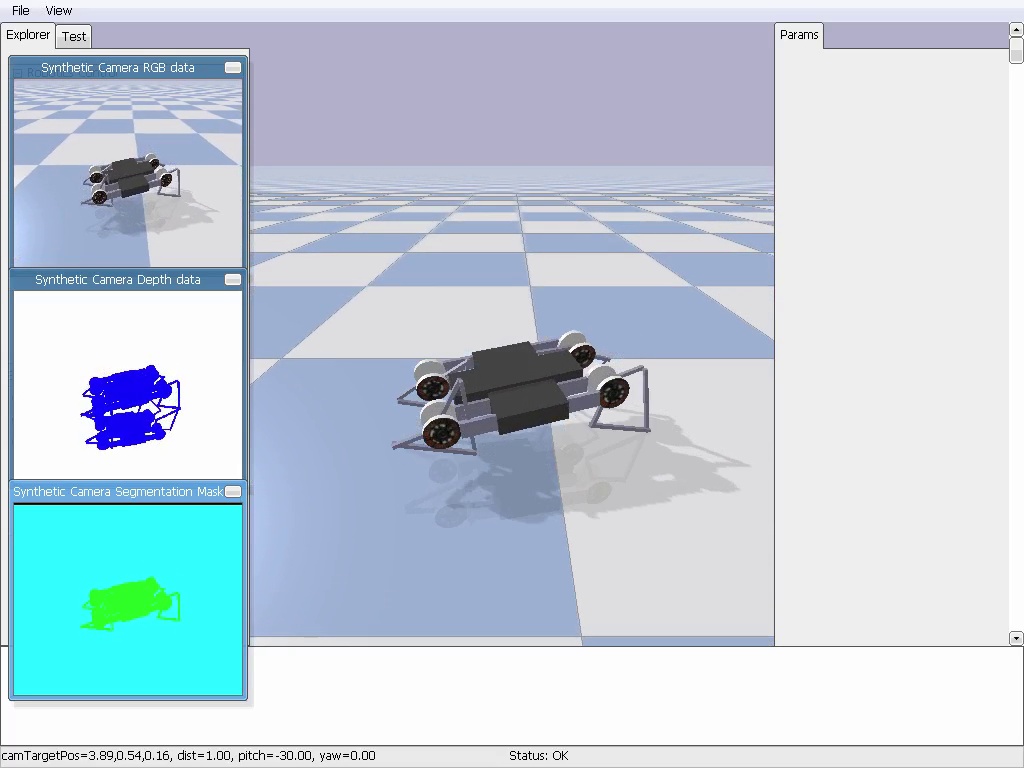 File View
Explorer Test
Params
Synthetic Camera RGB data
Synthetic Camera Depth data
Synthetic Camera Segmentation Mask
camTargetPos=3.89,0.54,0.16, dist=1.00, pitch=-30.00, yaw=0.00 Status: OK